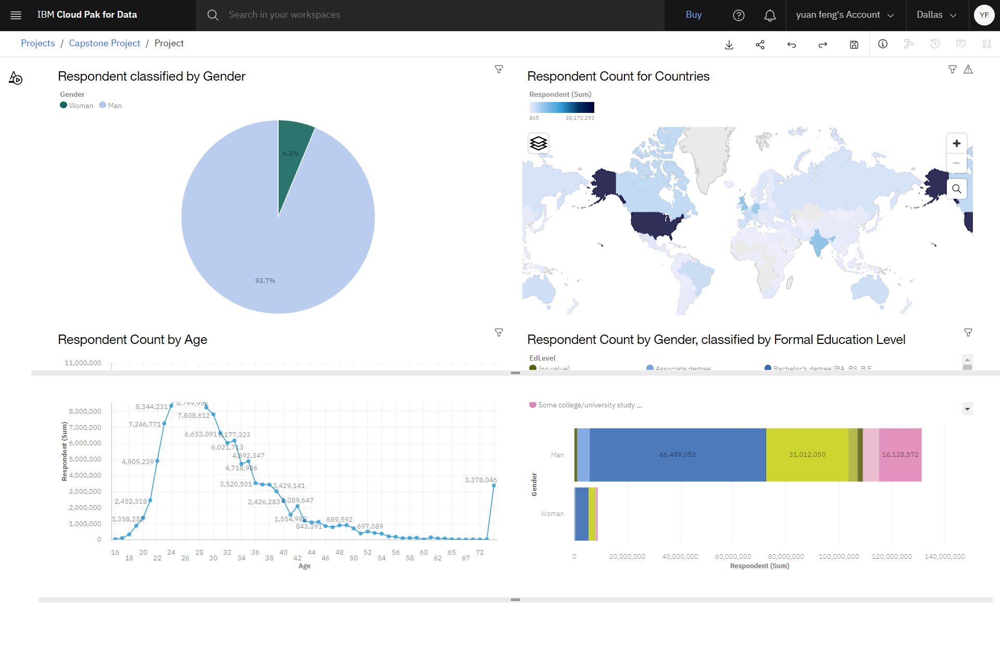 IBM Cloud Pak for Data
Search in your workspaces
Buy
yuan feng's Account
Dallas
YF
Projects / Capstone Project / Project
Respondent classified by Gender
Gender
Woman Man
6.3%
93.7%
Respondent Count for Countries
Respondent (Sum)
865 38,170,293
Respondent Count by Age
11,000,000
8,000,000
7,000,000
6,000,000
5,000,000
4,000,000
3,000,000
2,000,000
1,000,000
0
Respondent (Sum)
8,344,231
8,799,952
7,808,612
7,246,771
6,653,091
6,177,323
6,021,713
4,892,347
4,909,239
4,718,986
3,520,501
3,429,141
3,378,046
2,452,318
2,426,283
2,089,647
1,358,252
1,554,982
889,592
843,391
697,089
16 20 24 28 32 36 40 44 48 52 56 60 65 72
18 22 26 30 34 38 42 46 50 54 58 62 67
Age
Respondent Count by Gender, classified by Formal Education Level
EdLevel
(no value) Associate degree Bachelor's degree (BA, BS, B.E
Some college/university study ...
Gender
Man
66,489,053 31,012,050 16,128,572
Woman
0 20,000,000 40,000,000 60,000,000 80,000,000 100,000,000 120,000,000 140,000,000
Respondent (Sum)